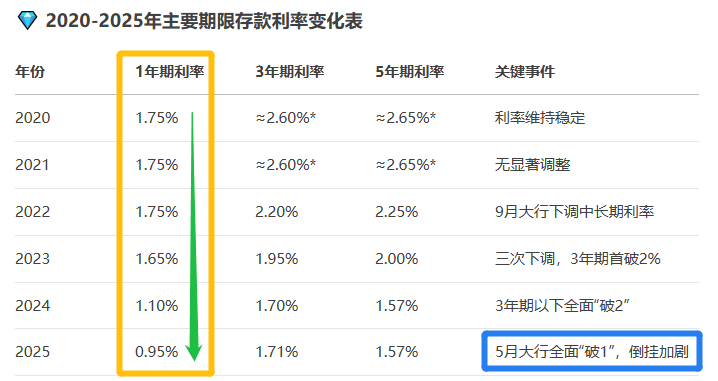 2020-2025年主要期限存款利率变化表
年份 1年期利率 3年期利率 5年期利率 关键事件
2020 1.75% ≈2.60%* ≈2.65%* 利率维持稳定
2021 1.75% ≈2.60%* ≈2.65%* 无显著调整
2022 1.75% 2.20% 2.25% 9月大行下调中长期利率
2023 1.65% 1.95% 2.00% 三次下调，3年期首破2%
2024 1.10% 1.70% 1.57% 3年期以下全面“破2”
2025 0.95% 1.71% 1.57% 5月大行全面“破1”，倒挂加剧